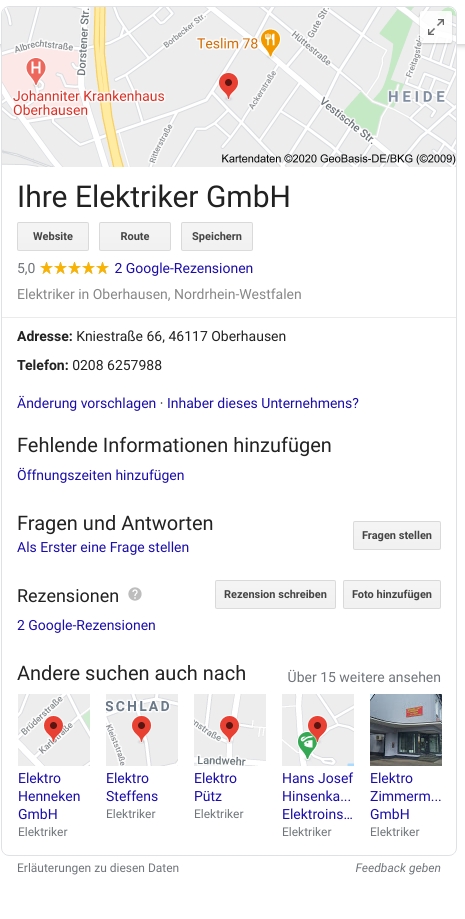 Borbecker Str.
Gute Str.
Albrechtstraße
Dorstener Str.
Teslim 78
Hüttestraße
Freitagstr.
H
Johanniter Krankenhaus
Oberhausen
Ackerstraße
HEIDE
Vestische Str.
Ritterstraße
Kartendaten ©2020 GeoBasis-DE/BKG (©2009)
Ihre Elektriker GmbH
Website Route Speichern
5,0 2 Google-Rezensionen
Elektriker in Oberhausen, Nordrhein-Westfalen
Adresse: Kniestraße 66, 46117 Oberhausen
Telefon: 0208 6257988
Änderung vorschlagen · Inhaber dieses Unternehmens?
Fehlende Informationen hinzufügen
Öffnungszeiten hinzufügen
Fragen und Antworten
Fragen stellen
Als Erster eine Frage stellen
Rezensionen ? Rezension schreiben Foto hinzufügen
2 Google-Rezensionen
Andere suchen auch nach Über 15 weitere ansehen
Brüderstraße
SCHLAD
Kleiststraße
nstraße
Landwehr
Elektro
Henneken
GmbH
Elektriker
Elektro
Steffens
Elektriker
Elektro
Pütz
Elektriker
Hans Josef
Hinsenka...
Elektroins...
Elektriker
Elektro
Zimmerm...
GmbH
Elektriker
Erläuterungen zu diesen Daten Feedback geben